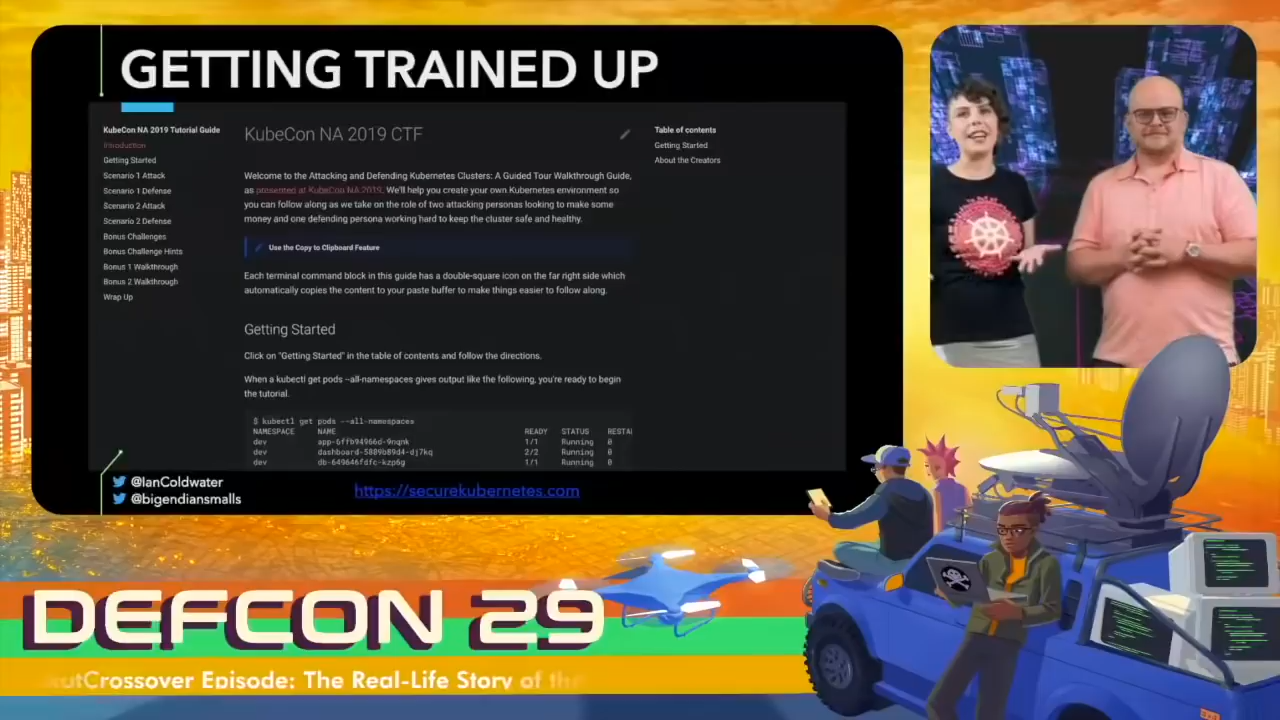 GETTING TRAINED UP
KubeCon NA 2019 Tutorial Guide
Introduction
Getting Started
Scenario 1 Attack
Scenario 1 Defense
Scenario 2 Attack
Scenario 2 Defense
Bonus Challenges
Bonus Challenge Hints
Bonus 1 Walkthrough
Bonus 2 Walkthrough
Wrap Up
KubeCon NA 2019 CTF
Welcome to the Attacking and Defending Kubernetes Clusters: A Guided Tour Walkthrough Guide,
as presented at KubeCon NA 2019. We'll help you create your own Kubernetes environment so
you can follow along as we take on the role of two attacking personas looking to make some
money and one defending persona working hard to keep the cluster safe and healthy.
Use the Copy to Clipboard Feature
Each terminal command block in this guide has a double-square icon on the far right side which
automatically copies the content to your paste buffer to make things easier to follow along.
Getting Started
Click on "Getting Started" in the table of contents and follow the directions.
When a kubectl get pods --all-namespaces gives output like the following, you're ready to begin
the tutorial.
$ kubectl get pods --all-namespaces
NAMESPACE NAME READY STATUS RESTA
dev app-6ffb94966d-9nqnk 1/1 Running 0
dev dashboard-5889b89d4-dj7kq 2/2 Running 0
dev db-649646fdfc-kzp6g 1/1 Running 0
Table of contents
Getting Started
About the Creators
@IanColdwater
@bigendiansmalls
https://securekubernetes.com
DEFCON 29
utCrossover Episode: The Real-Life Story of the